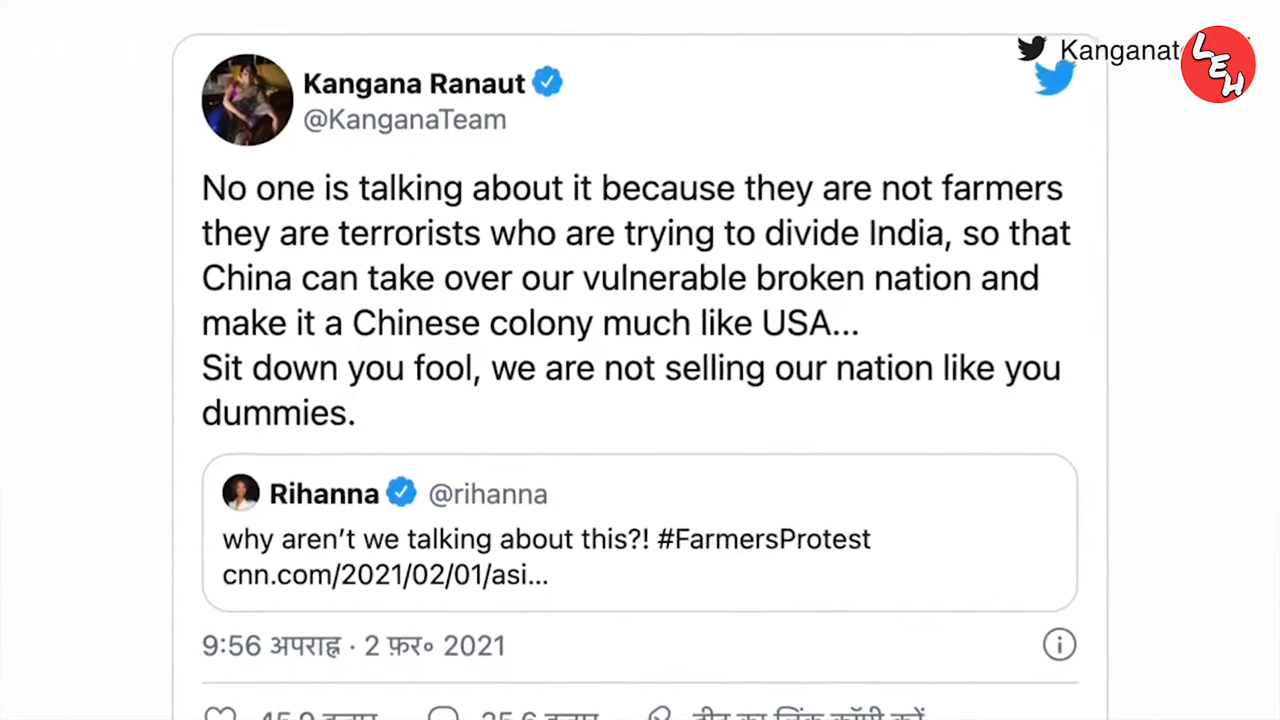 Kanganat
LEH
Kangana Ranaut
@KanganaTeam
No one is talking about it because they are not farmers
they are terrorists who are trying to divide India, so that
China can take over our vulnerable broken nation and
make it a Chinese colony much like USA...
Sit down you fool, we are not selling our nation like you
dummies.
Rihanna @rihanna
why aren’t we talking about this?! #FarmersProtest
cnn.com/2021/02/01/asi...
9:56 अपराह्न · 2 फ़र॰ 2021